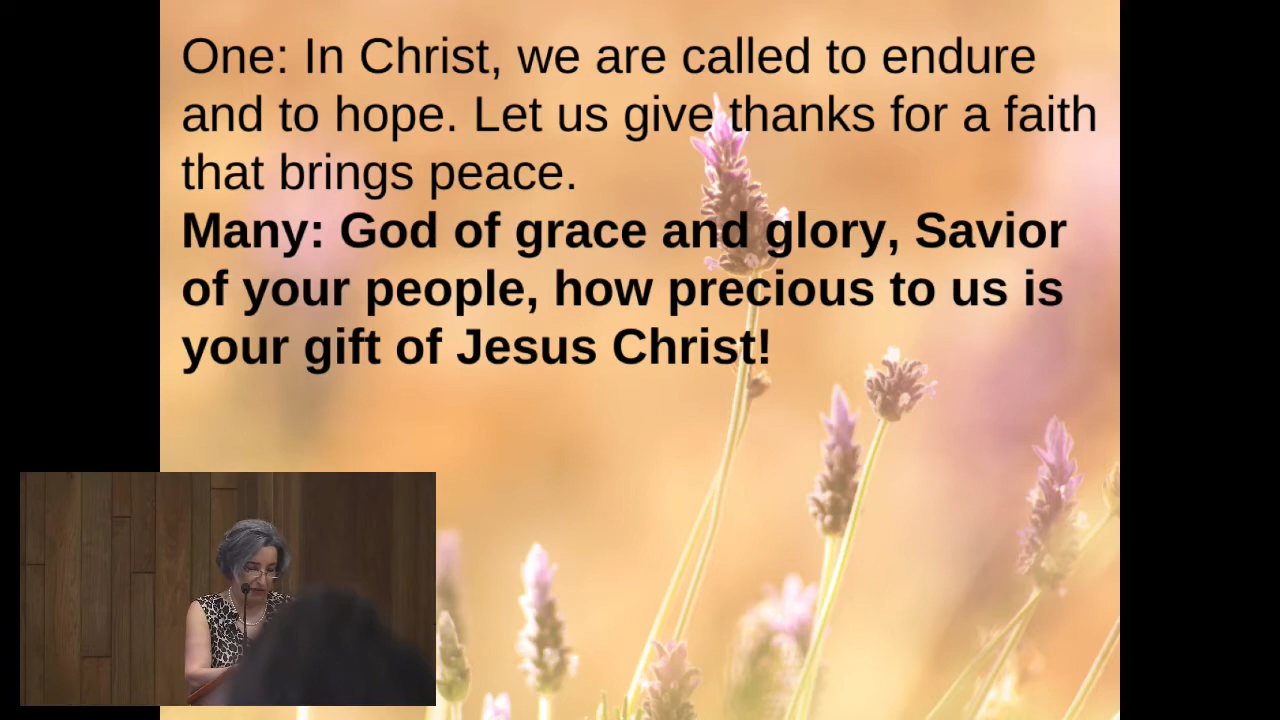 One: In Christ, we are called to endure
and to hope. Let us give thanks for a faith
that brings peace.
Many: God of grace and glory, Savior
of your people, how precious to us is
your gift of Jesus Christ!